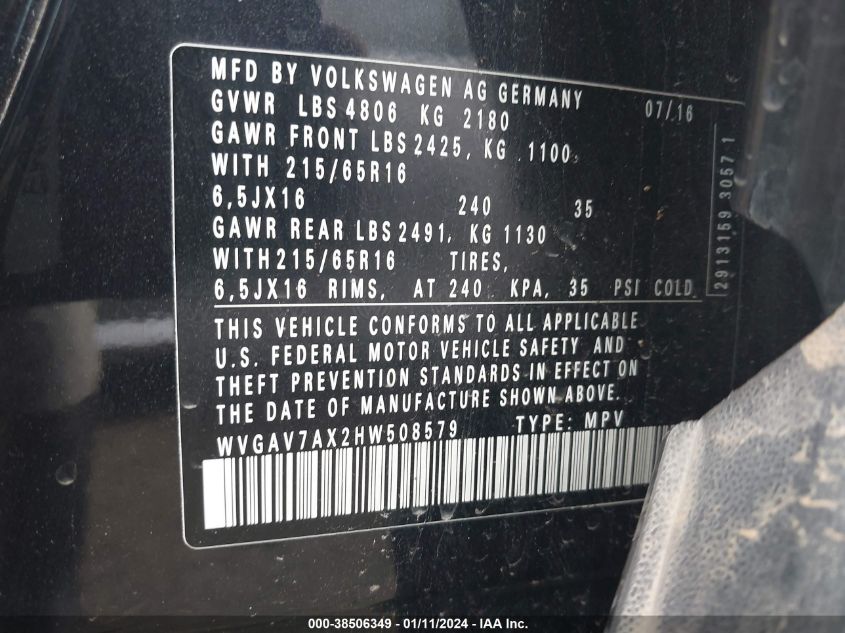 MFD BY VOLKSWAGEN AG GERMANY
07/16
GVWR LBS 4806 KG 2180
GAWR FRONT LBS 2425, KG 1100,
WITH 215/65R16
6,5JX16 240 35
GAWR REAR LBS 2491, KG 1130
WITH 215/65R16 TIRES,
6,5JX16 RIMS, AT 240 KPA, 35 PSI COLD
THIS VEHICLE CONFORMS TO ALL APPLICABLE
U.S. FEDERAL MOTOR VEHICLE SAFETY AND
THEFT PREVENTION STANDARDS IN EFFECT ON
THE DATE OF MANUFACTURE SHOWN ABOVE.
WVGAV7AX2HW508579 TYPE: MPV
2913159 3057 1
000-38506349 - 01/11/2024 - IAA Inc.